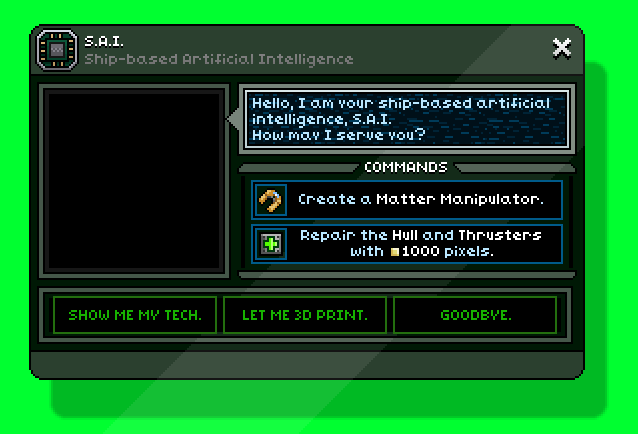 S.A.I.
Ship-based Artificial Intelligence
Hello, I am your ship-based artificial
intelligence, S.A.I.
How may I serve you?
COMMANDS
Create a Matter Manipulator.
Repair the Hull and Thrusters
with 1000 pixels.
SHOW ME MY TECH.
LET ME 3D PRINT.
GOODBYE.